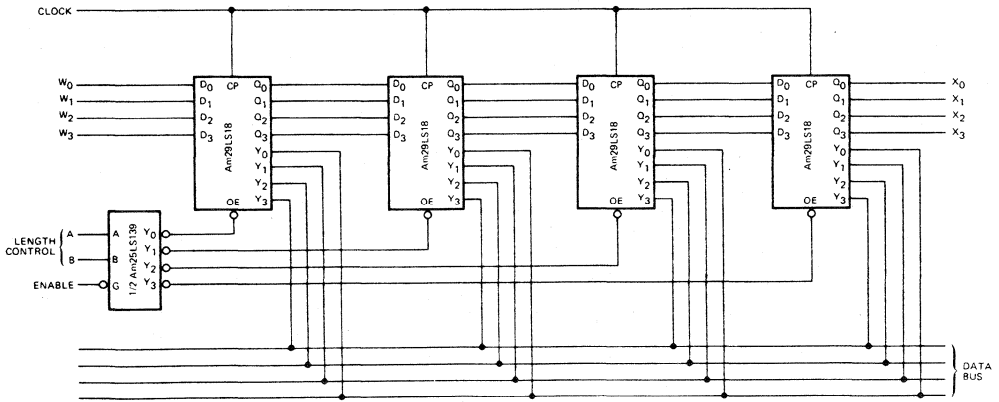 CLOCK
W0
W1
W2
W3
D0 CP Q0
D1 Q1
D2 Q2
D3 Q3
Y0
Y1
Y2
Y3
OE
Am29LS18
D0 CP Q0
D1 Q1
D2 Q2
D3 Q3
Y0
Y1
Y2
Y3
OE
Am29LS18
D0 CP Q0
D1 Q1
D2 Q2
D3 Q3
Y0
Y1
Y2
Y3
OE
Am29LS18
D0 CP Q0
D1 Q1
D2 Q2
D3 Q3
Y0
Y1
Y2
Y3
OE
Am29LS18
X0
X1
X2
X3
LENGTH
CONTROL
A
B
ENABLE
A Y0
B Y1
Y2
G Y3
1/2 Am25LS139
DATA
BUS